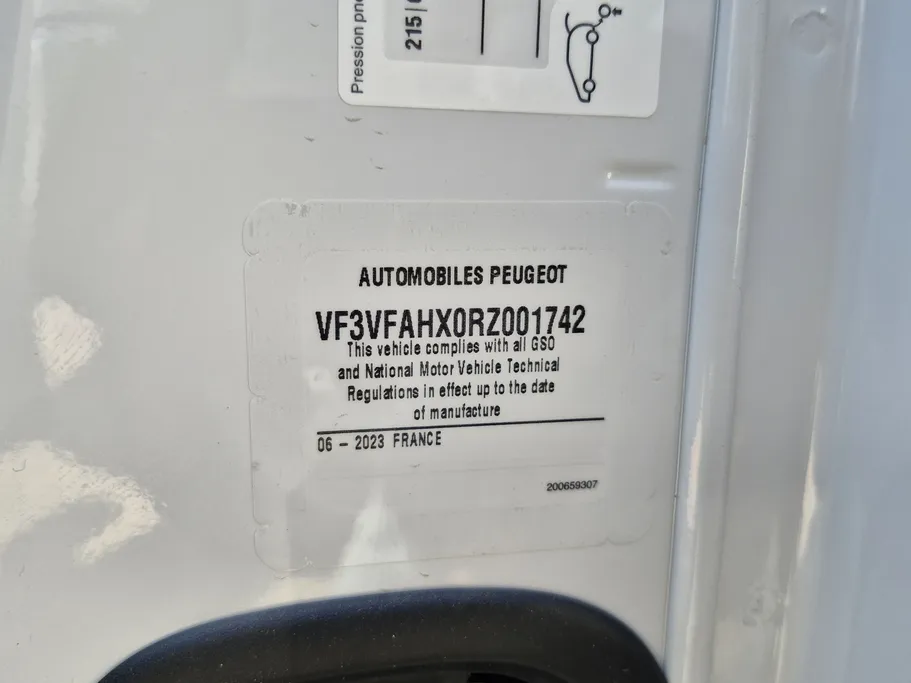 Pression pne
215
AUTOMOBILES PEUGEOT
VF3VFAHX0RZ001742
This vehicle complies with all GSO
and National Motor Vehicle Technical
Regulations in effect up to the date
of manufacture
06 - 2023 FRANCE
200659307